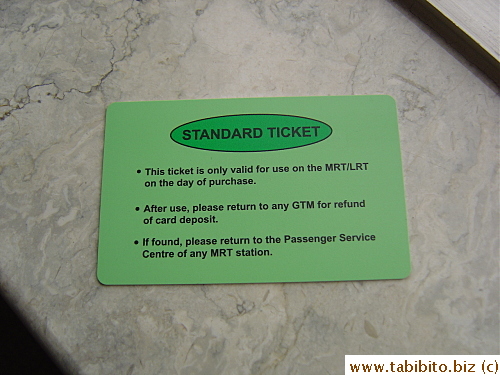 STANDARD TICKET
• This ticket is only valid for use on the MRT/LRT
on the day of purchase.
• After use, please return to any GTM for refund
of card deposit.
• If found, please return to the Passenger Service
Centre of any MRT station.
www.tabibito.biz (c)